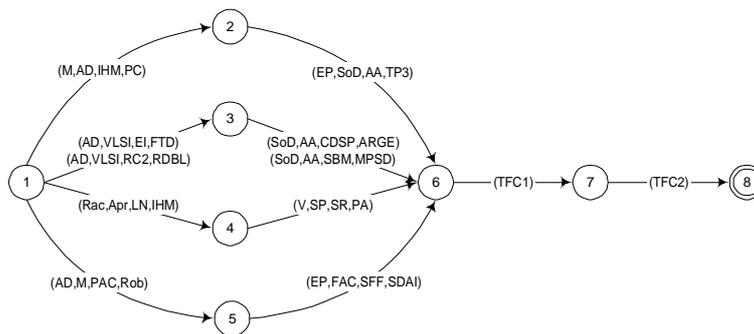 2
(M,AD,IHM,PC)
(EP,SoD,AA,TP3)
3
(AD,VLSI,EI,FTD)
(AD,VLSI,RC2,RDBL)
(SoD,AA,CDSP,ARGE)
(SoD,AA,SBM,MPSD)
1
6
(TFC1)
7
(TFC2)
8
(Rac,Apr,LN,IHM)
4
(V,SP,SR,PA)
(AD,M,PAC,Rob)
(EP,FAC,SFF,SDAI)
5